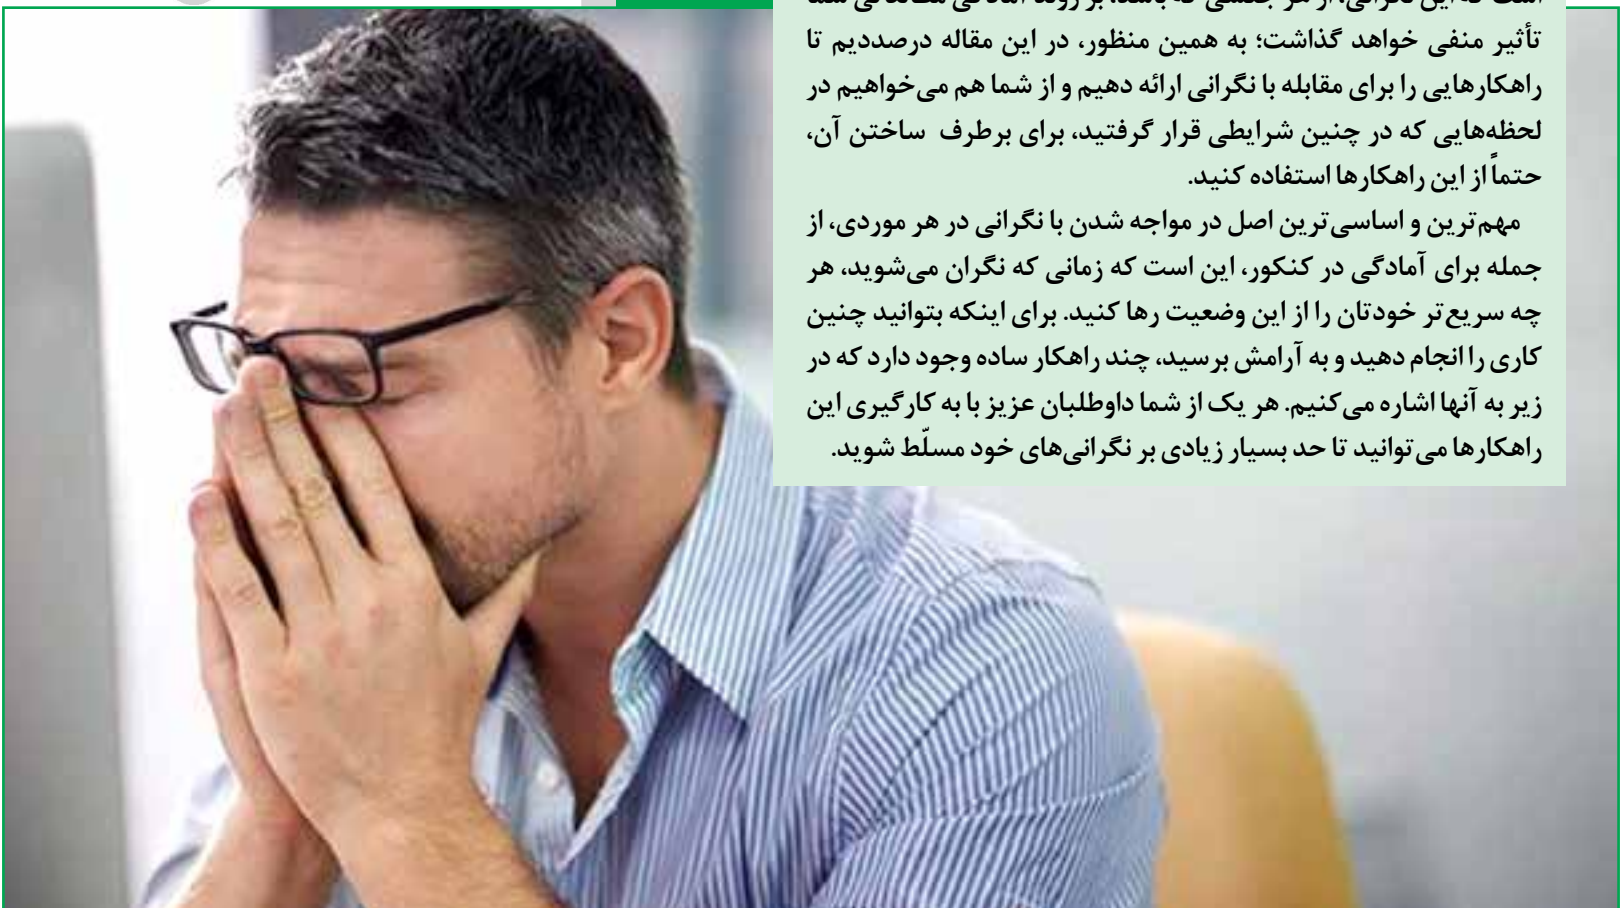 تأثیر منفی خواهد گذاشت؛ به همین منظور، در این مقاله درصددیم تا
راهکارهایی را برای مقابله با نگرانی ارائه دهیم و از شما هم می‌خواهیم در
لحظه‌هایی که در چنین شرایطی قرار گرفتید، برای برطرف ساختن آن،
حتماً از این راهکارها استفاده کنید.
مهم‌ترین و اساسی‌ترین اصل در مواجه شدن با نگرانی در هر موردی، از
جمله برای آمادگی در کنکور، این است که زمانی که نگران می‌شوید، هر
چه سریع‌تر خودتان را از این وضعیت رها کنید. برای اینکه بتوانید چنین
کاری را انجام دهید و به آرامش برسید، چند راهکار ساده وجود دارد که در
زیر به آنها اشاره می‌کنیم. هر یک از شما داوطلبان عزیز با به کارگیری این
راهکارها می‌توانید تا حد بسیار زیادی بر نگرانی‌های خود مسلّط شوید.